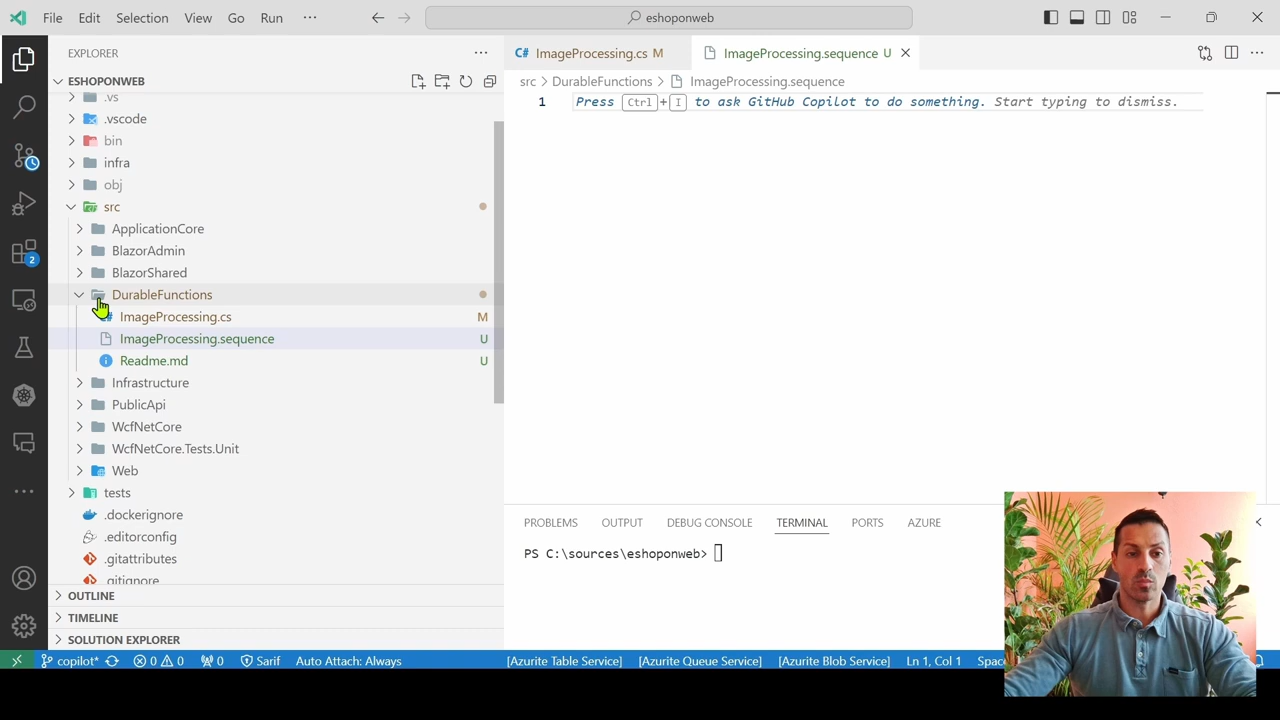 File Edit Selection View Go Run ··· eshoponweb
EXPLORER ···
ESHOPONWEB
.vs
.vscode
bin
infra
obj
src
ApplicationCore
BlazorAdmin
BlazorShared
DurableFunctions
ImageProcessing.cs M
ImageProcessing.sequence U
Readme.md U
Infrastructure
PublicApi
WcfNetCore
WcfNetCore.Tests.Unit
Web
tests
.dockerignore
.editorconfig
.gitattributes
.gitignore
OUTLINE
TIMELINE
SOLUTION EXPLORER
2
C# ImageProcessing.cs M ImageProcessing.sequence U
src > DurableFunctions > ImageProcessing.sequence
1 Press Ctrl+I to ask GitHub Copilot to do something. Start typing to dismiss.
PROBLEMS OUTPUT DEBUG CONSOLE TERMINAL PORTS AZURE
PS C:\sources\eshoponweb>
copilot* 0 0 0 Sarif Auto Attach: Always [Azurite Table Service] [Azurite Queue Service] [Azurite Blob Service] Ln 1, Col 1